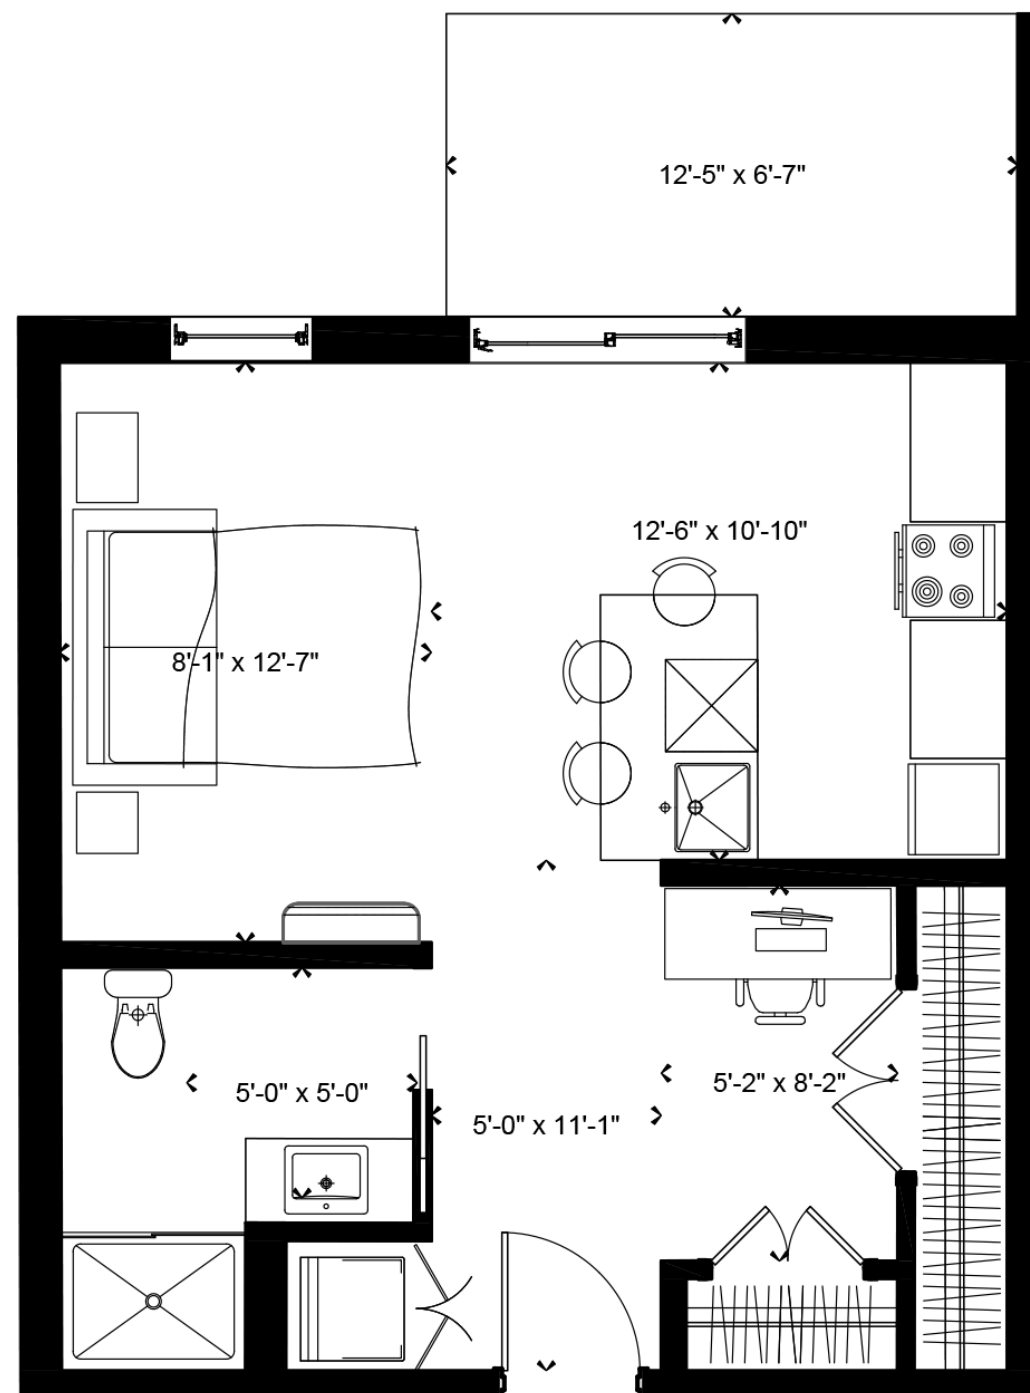 12'-5" x 6'-7"
12'-6" x 10'-10"
8'-1" x 12'-7"
5'-0" x 5'-0"
5'-2" x 8'-2"
5'-0" x 11'-1"